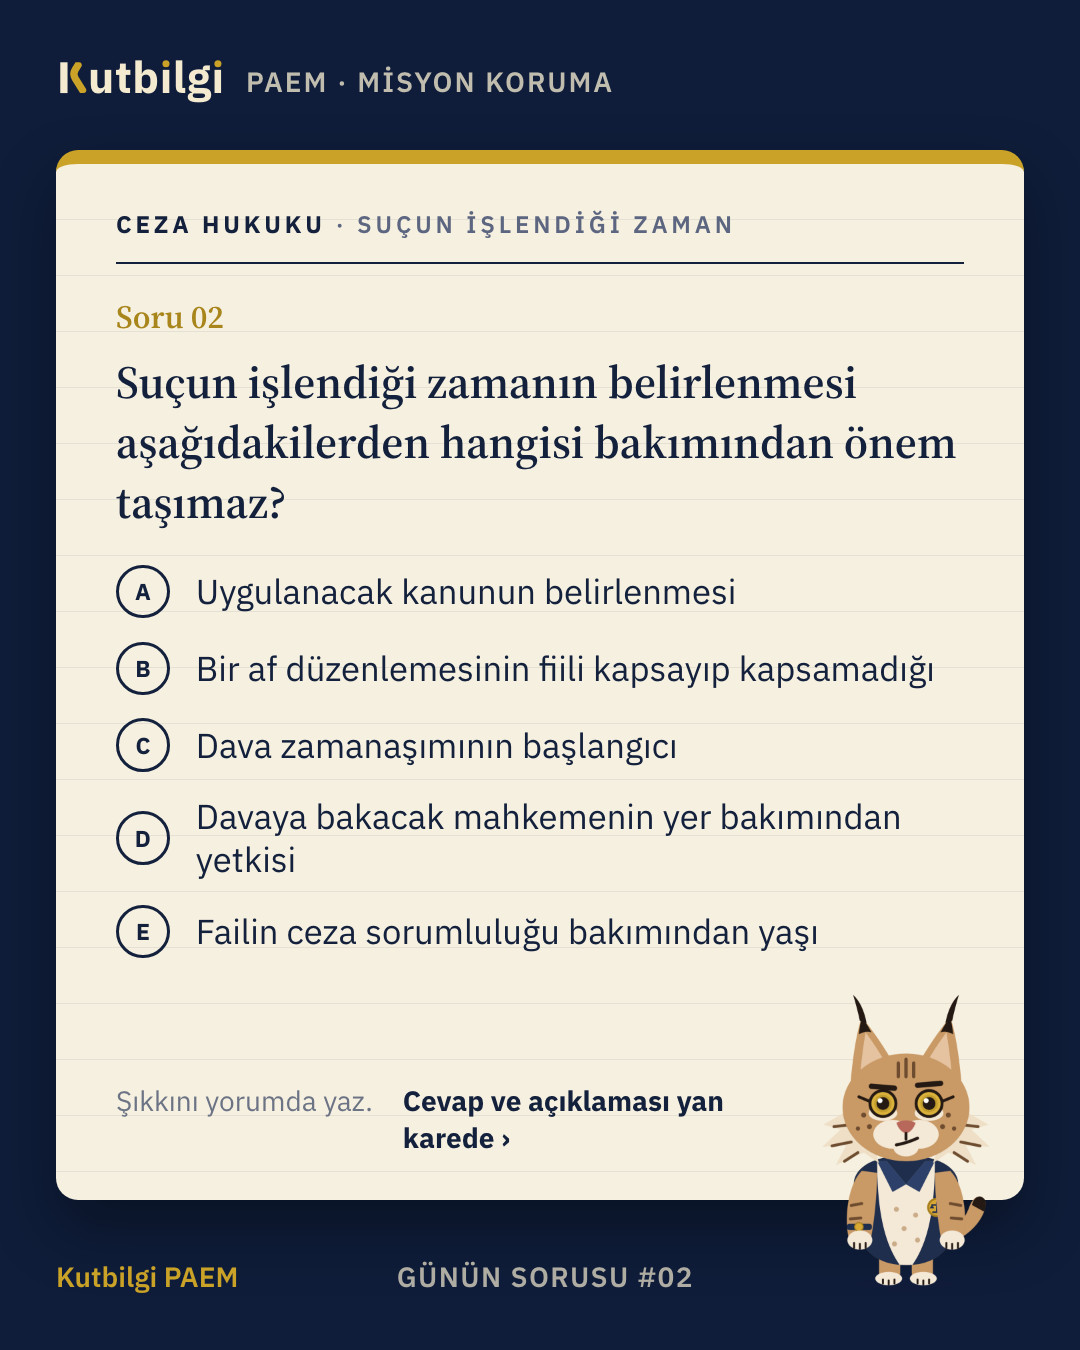 Kutbilgi PAEM · MİSYON KORUMA
CEZA HUKUKU · SUÇUN İŞLENDİĞİ ZAMAN
Soru 02
Suçun işlendiği zamanın belirlenmesi
aşağıdakilerden hangisi bakımından önem
taşımaz?
A Uygulanacak kanunun belirlenmesi
B Bir af düzenlemesinin fiili kapsayıp kapsamadığı
C Dava zamanaşımının başlangıcı
D Davaya bakacak mahkemenin yer bakımından
yetkisi
E Failin ceza sorumluluğu bakımından yaşı
Şıkkını yorumda yaz. Cevap ve açıklaması yan
karede ›
Kutbilgi PAEM GÜNÜN SORUSU #02